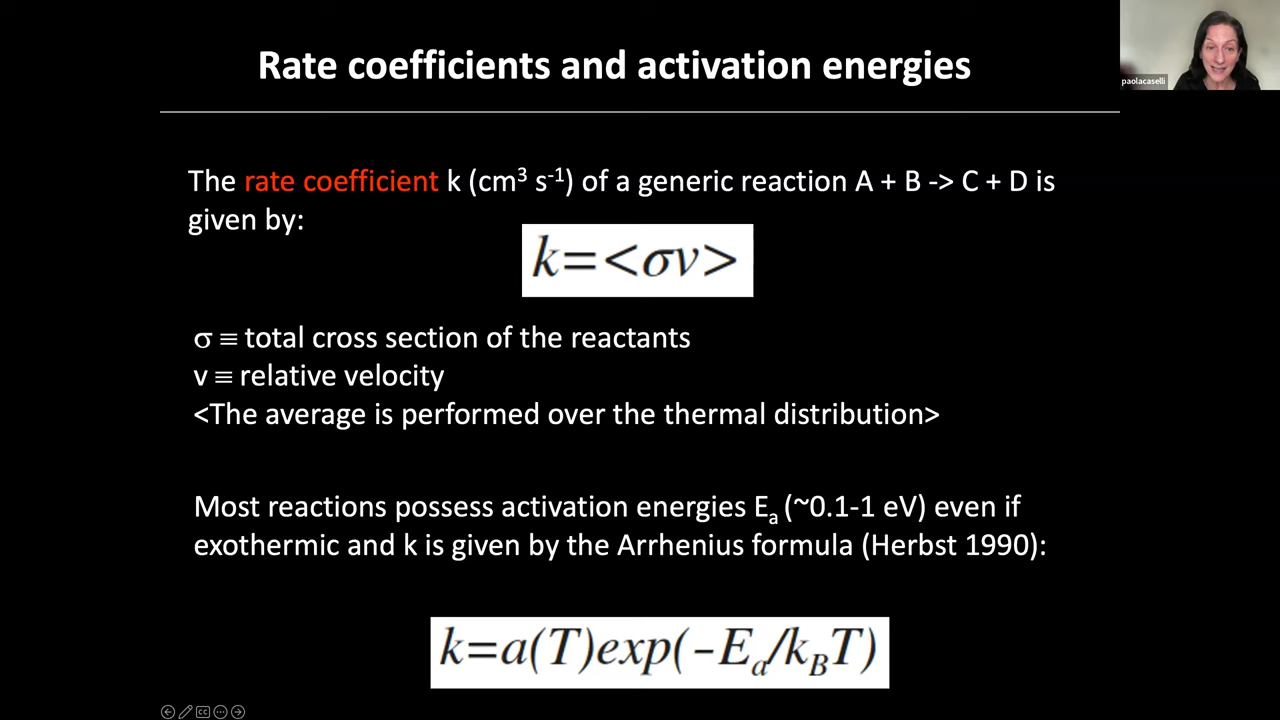 Rate coefficients and activation energies
paolacaselli
The rate coefficient k (cm³ s⁻¹) of a generic reaction A + B -> C + D is
given by:
k=<σv>
σ ≡ total cross section of the reactants
v ≡ relative velocity
<The average is performed over the thermal distribution>
Most reactions possess activation energies Eₐ (~0.1-1 eV) even if
exothermic and k is given by the Arrhenius formula (Herbst 1990):
k=a(T)exp(-Eₐ/k_BT)
CC